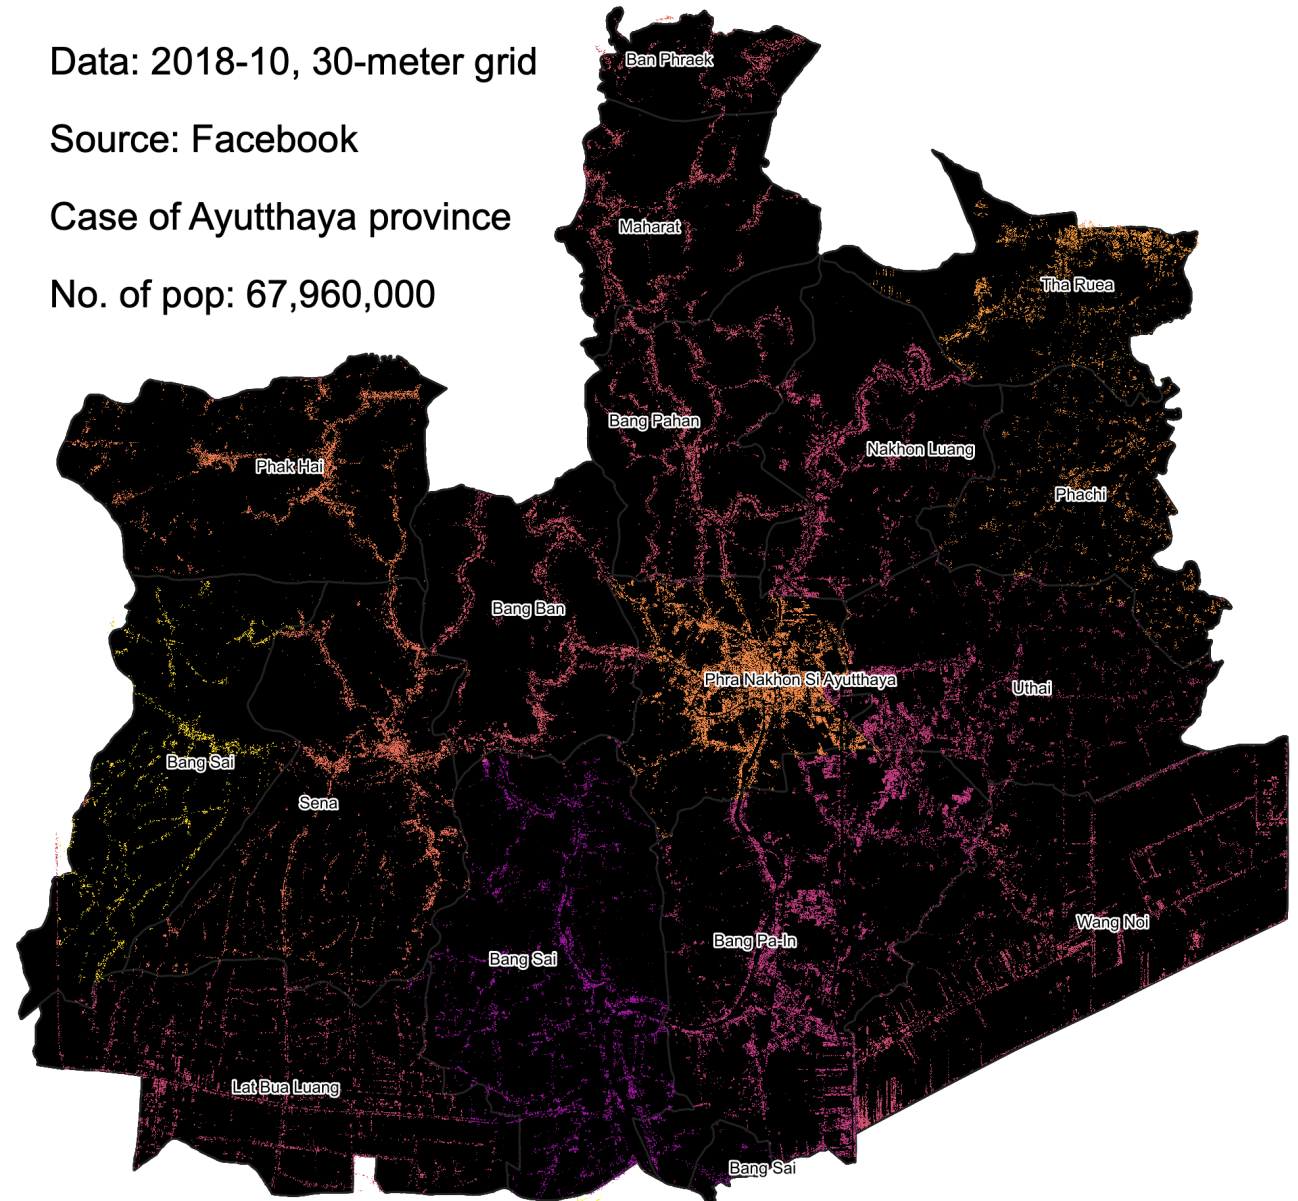 Data: 2018-10, 30-meter grid
Source: Facebook
Case of Ayutthaya province
No. of pop: 67,960,000
Ban Phraek
Maharat
Tha Ruea
Bang Pahan
Nakhon Luang
Phak Hai
Phachi
Bang Ban
Phra Nakhon Si Ayutthaya
Uthai
Bang Sai
Sena
Wang Noi
Bang Pa-In
Bang Sai
Lat Bua Luang
Bang Sai